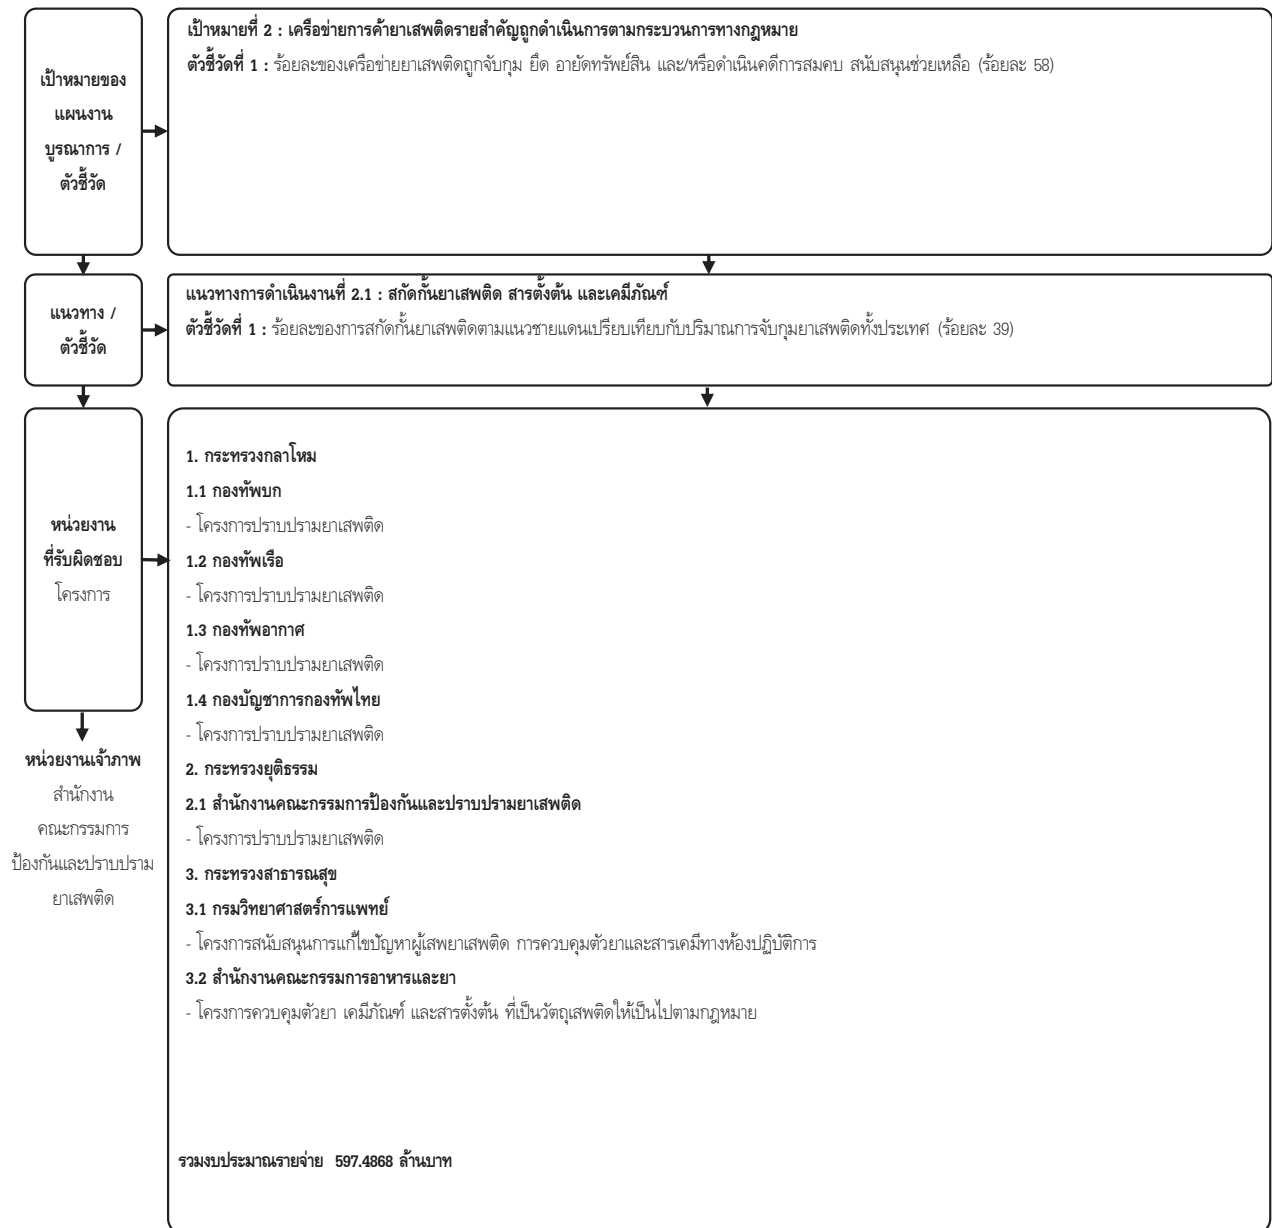 เป้าหมายของ
แผนงาน
บูรณาการ /
ตัวชี้วัด
เป้าหมายที่ 2 : เครือข่ายการค้ายาเสพติดรายสำคัญถูกดำเนินการตามกระบวนการทางกฎหมาย
ตัวชี้วัดที่ 1 : ร้อยละของเครือข่ายยาเสพติดถูกจับกุม ยึด อายัดทรัพย์สิน และ/หรือดำเนินคดีการสมคบ สนับสนุนช่วยเหลือ (ร้อยละ 58)
แนวทาง /
ตัวชี้วัด
แนวทางการดำเนินงานที่ 2.1 : สกัดกั้นยาเสพติด สารตั้งต้น และเคมีภัณฑ์
ตัวชี้วัดที่ 1 : ร้อยละของการสกัดกั้นยาเสพติดตามแนวชายแดนเปรียบเทียบกับปริมาณการจับกุมยาเสพติดทั้งประเทศ (ร้อยละ 39)
หน่วยงาน
ที่รับผิดชอบ
โครงการ
1. กระทรวงกลาโหม
1.1 กองทัพบก
- โครงการปราบปรามยาเสพติด
1.2 กองทัพเรือ
- โครงการปราบปรามยาเสพติด
1.3 กองทัพอากาศ
- โครงการปราบปรามยาเสพติด
1.4 กองบัญชาการกองทัพไทย
- โครงการปราบปรามยาเสพติด
2. กระทรวงยุติธรรม
2.1 สำนักงานคณะกรรมการป้องกันและปราบปรามยาเสพติด
- โครงการปราบปรามยาเสพติด
3. กระทรวงสาธารณสุข
3.1 กรมวิทยาศาสตร์การแพทย์
- โครงการสนับสนุนการแก้ไขปัญหาผู้เสพยาเสพติด การควบคุมตัวยาและสารเคมีทางห้องปฏิบัติการ
3.2 สำนักงานคณะกรรมการอาหารและยา
- โครงการควบคุมตัวยา เคมีภัณฑ์ และสารตั้งต้น ที่เป็นวัตถุเสพติดให้เป็นไปตามกฎหมาย
รวมงบประมาณรายจ่าย 597.4868 ล้านบาท
หน่วยงานเจ้าภาพ
สำนักงาน
คณะกรรมการ
ป้องกันและปราบปราม
ยาเสพติด